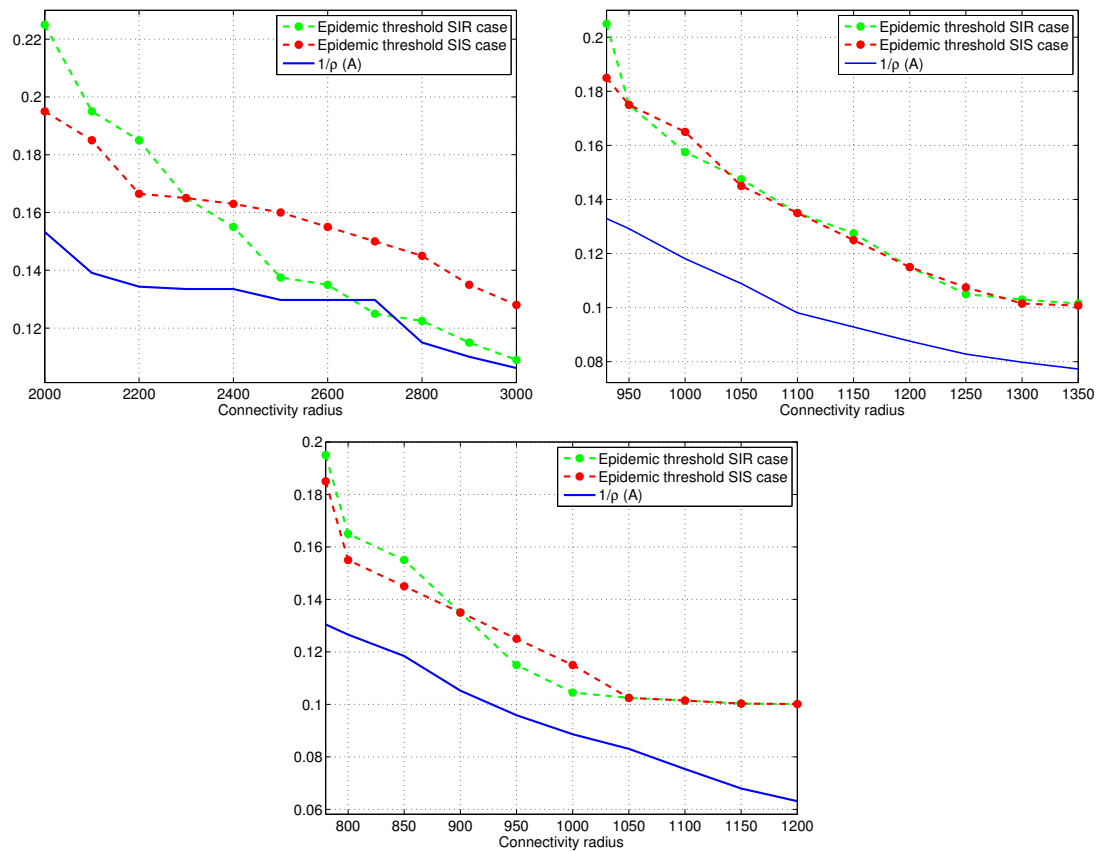 0.22
0.2
0.18
0.16
0.14
0.12
2000 2200 2400 2600 2800 3000
Connectivity radius
Epidemic threshold SIR case
Epidemic threshold SIS case
1/ρ (A)
0.2
0.18
0.16
0.14
0.12
0.1
0.08
950 1000 1050 1100 1150 1200 1250 1300 1350
Connectivity radius
Epidemic threshold SIR case
Epidemic threshold SIS case
1/ρ (A)
0.2
0.18
0.16
0.14
0.12
0.1
0.08
0.06
800 850 900 950 1000 1050 1100 1150 1200
Connectivity radius
Epidemic threshold SIR case
Epidemic threshold SIS case
1/ρ (A)